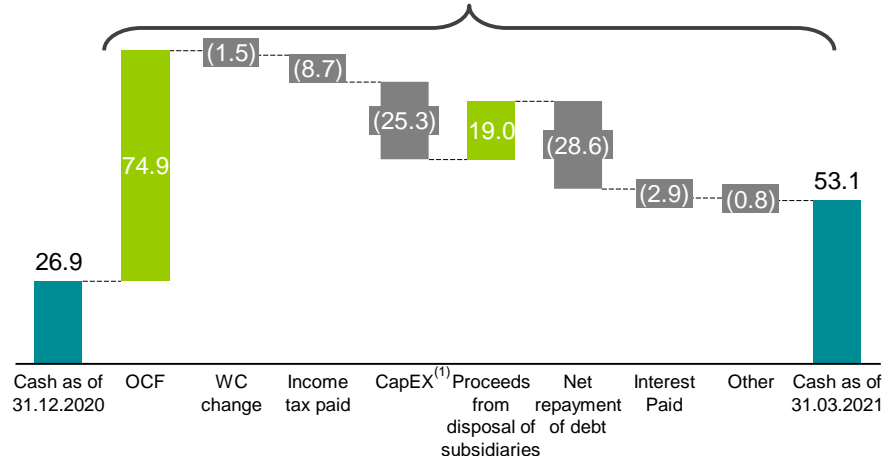 (1.5)
(8.7)
(25.3)
19.0
(28.6)
74.9
(2.9)
(0.8)
53.1
26.9
Cash as of
31.12.2020
OCF
WC
change
Income
tax paid
CapEX(1)
Proceeds
from
disposal of
subsidiaries
Net
repayment
of debt
Interest
Paid
Other
Cash as of
31.03.2021